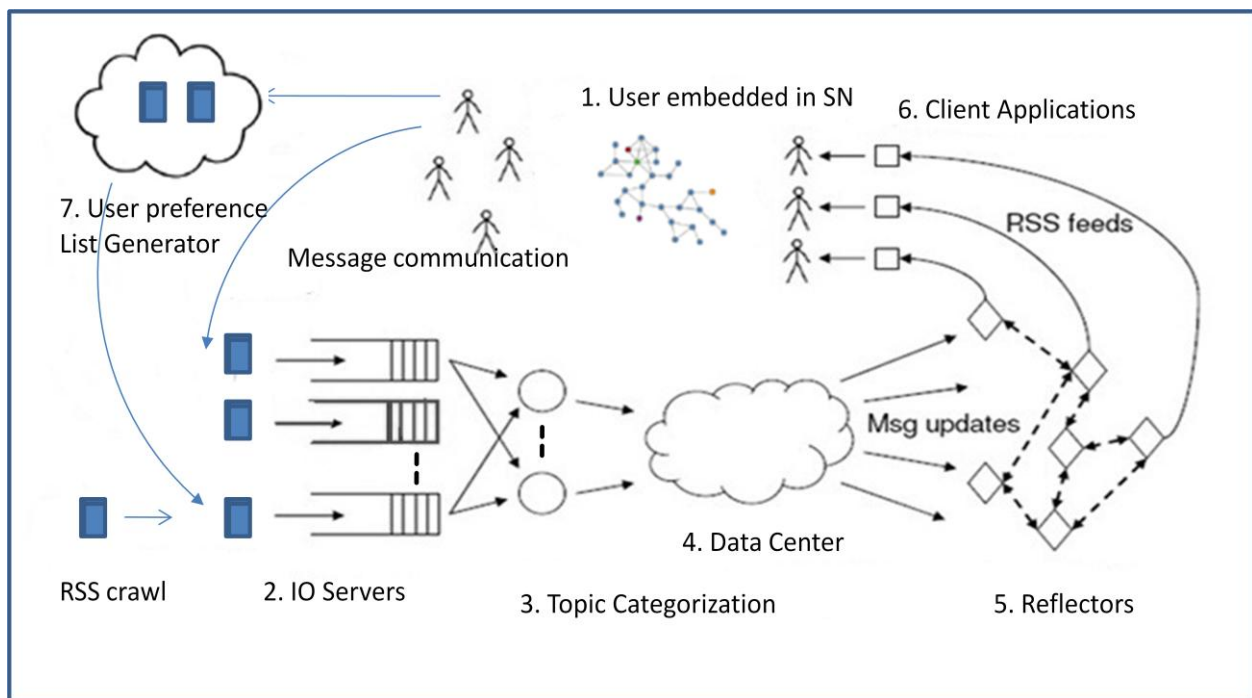 1. User embedded in SN
6. Client Applications
7. User preference
List Generator
Message communication
RSS feeds
Msg updates
4. Data Center
RSS crawl
2. IO Servers
3. Topic Categorization
5. Reflectors